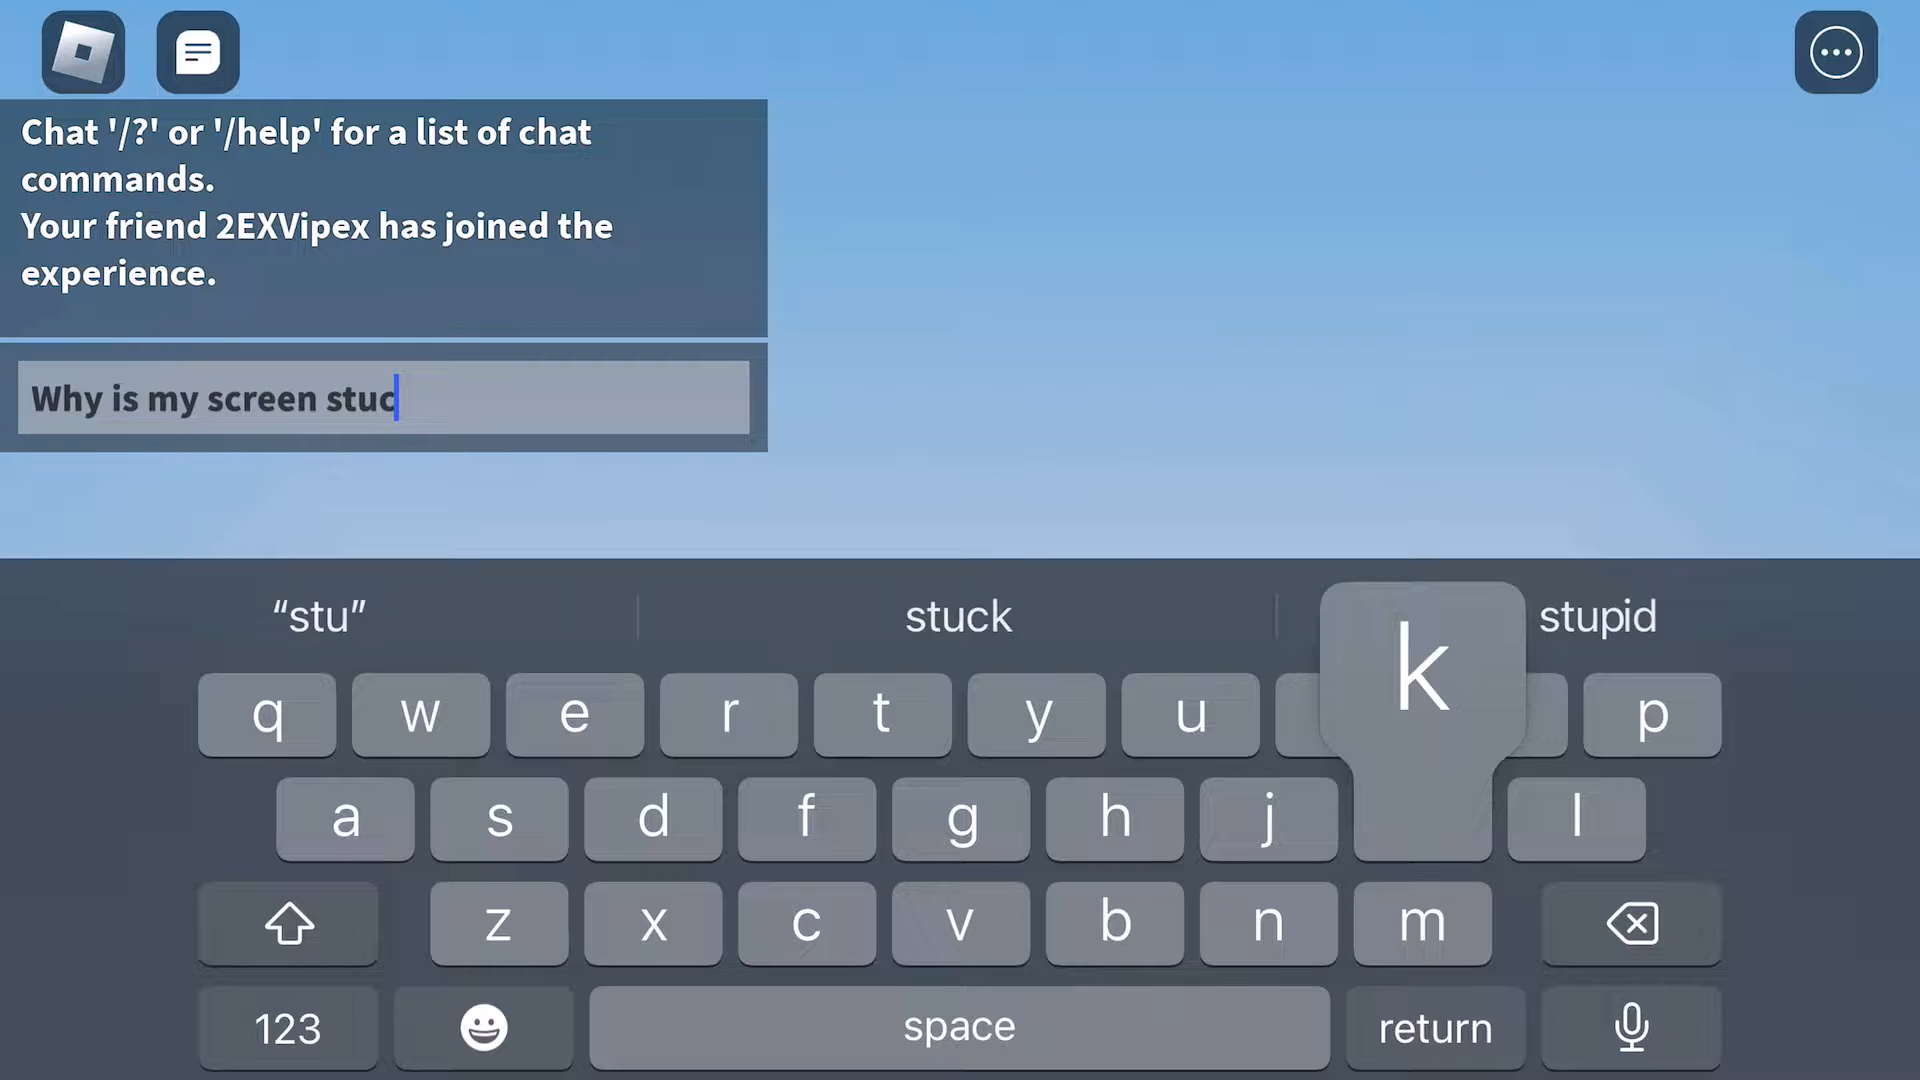 Chat '/?' or '/help' for a list of chat
commands.
Your friend 2EXVipex has joined the
experience.
Why is my screen stuc
“stu” stuck stupid
k
q w e r t y u p
a s d f g h j l
z x c v b n m
123 space return